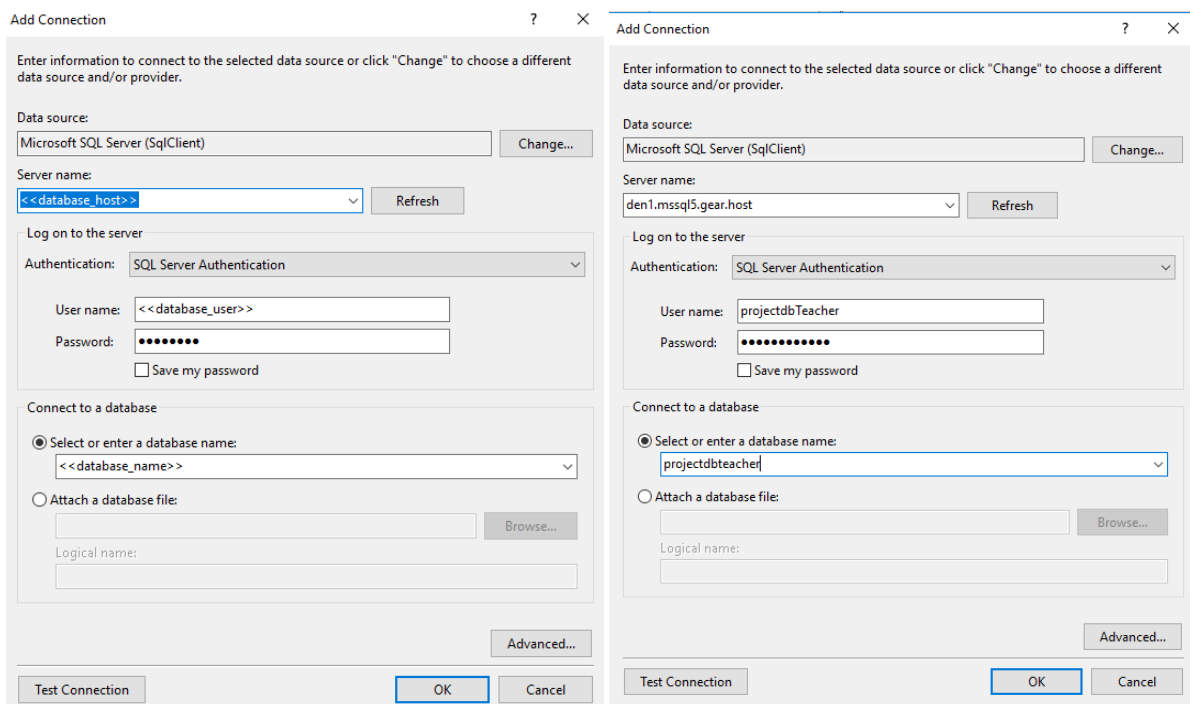 Add Connection
?
Enter information to connect to the selected data source or click "Change" to choose a different
data source and/or provider.
Data source:
Microsoft SQL Server (SqlClient)
Change...
Server name:
<<database_host>>
Refresh
Log on to the server
Authentication:
SQL Server Authentication
User name:
<<database_user>>
Password:
●●●●●●●●
Save my password
Connect to a database
Select or enter a database name:
<<database_name>>
Attach a database file:
Browse...
Logical name:
Advanced...
Test Connection
OK
Cancel
Add Connection
?
Enter information to connect to the selected data source or click "Change" to choose a different
data source and/or provider.
Data source:
Microsoft SQL Server (SqlClient)
Change...
Server name:
den1.mssql5.gear.host
Refresh
Log on to the server
Authentication:
SQL Server Authentication
User name:
projectdbTeacher
Password:
●●●●●●●●●●●●
Save my password
Connect to a database
Select or enter a database name:
projectdbteacher
Attach a database file:
Browse...
Logical name:
Advanced...
Test Connection
OK
Cancel